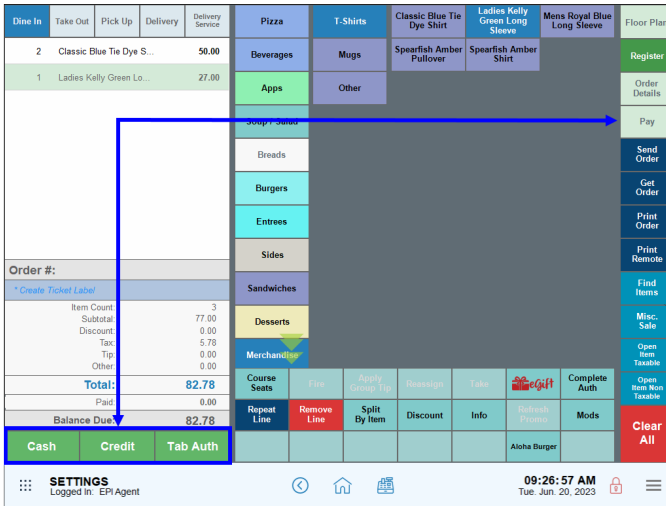 Dine In
Take Out
Pick Up
Delivery
Delivery
Service
2 Classic Blue Tie Dye S... 50.00
1 Ladies Kelly Green Lo... 27.00
Order #:
* Create Ticket Label
Item Count: 3
Subtotal: 77.00
Discount: 0.00
Tax: 5.78
Tip: 0.00
Other: 0.00
Total: 82.78
Paid: 0.00
Balance Due: 82.78
Cash
Credit
Tab Auth
Pizza
Beverages
Apps
Soup / Salad
Breads
Burgers
Entrees
Sides
Sandwiches
Desserts
Merchandise
T-Shirts
Mugs
Other
Classic Blue Tie
Dye Shirt
Ladies Kelly
Green Long
Sleeve
Mens Royal Blue
Long Sleeve
Spearfish Amber
Pullover
Spearfish Amber
Shirt
Course
Seats
Fire
Apply
Group Tip
Reassign
Take
egift
Complete
Auth
Repeat
Line
Remove
Line
Split
By Item
Discount
Info
Refresh
Promo
Mods
Aloha Burger
Floor Plan
Register
Order
Details
Pay
Send
Order
Get
Order
Print
Order
Print
Remote
Find
Items
Misc.
Sale
Open
Item
Taxable
Open
Item Non
Taxable
Clear
All
SETTINGS
Logged In: EPI Agent
09:26:57 AM
Tue. Jun. 20, 2023